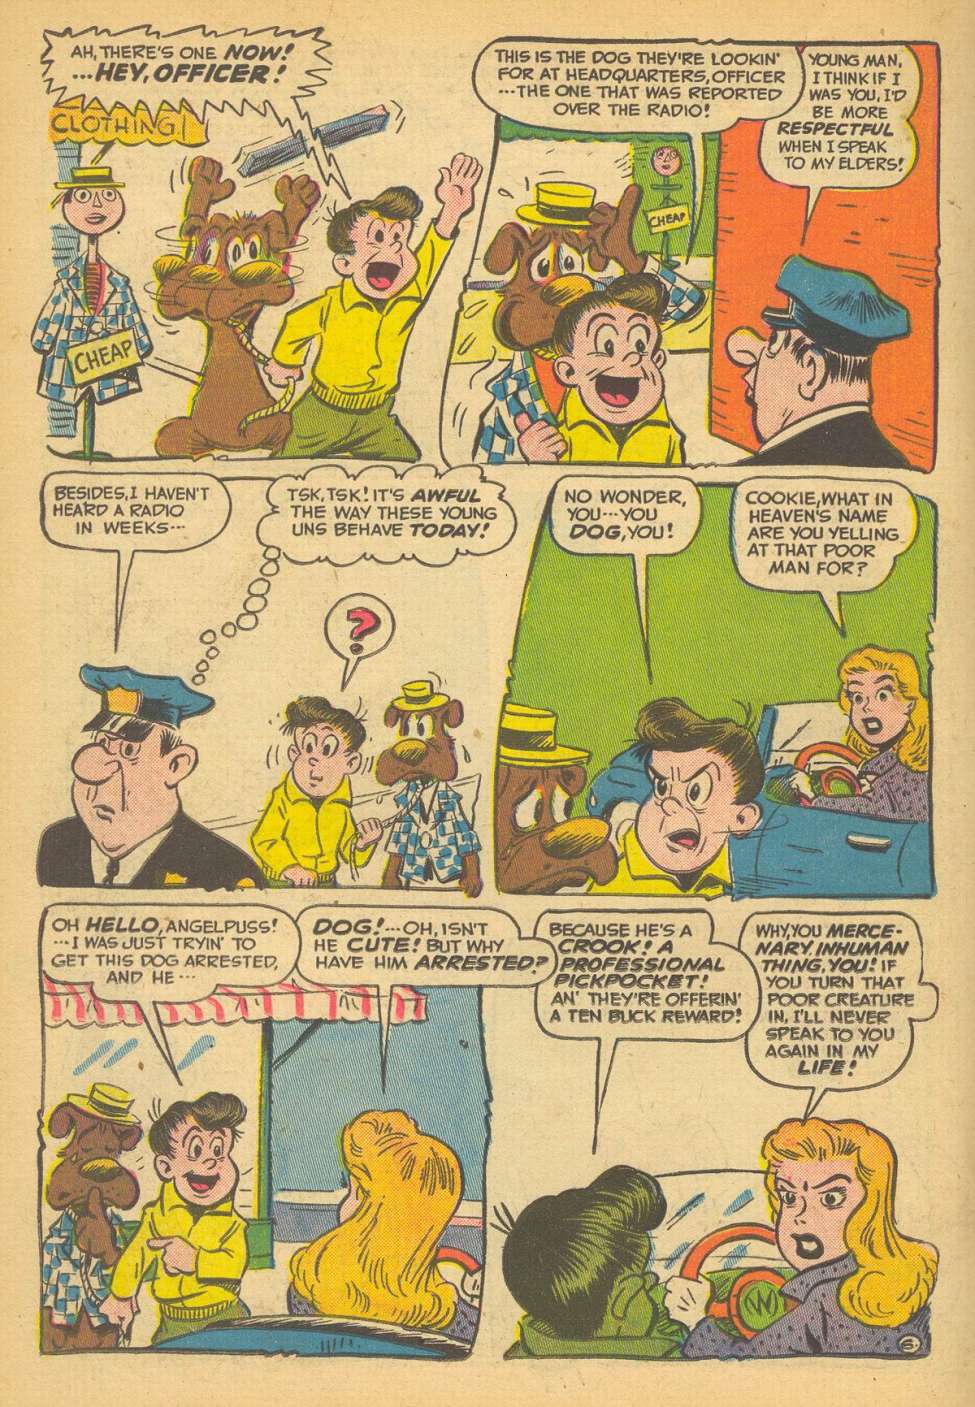 AH, THERE'S ONE NOW!
...HEY, OFFICER!
CLOTHING
CHEAP
THIS IS THE DOG THEY'RE LOOKIN'
FOR AT HEADQUARTERS, OFFICER
---THE ONE THAT WAS REPORTED
OVER THE RADIO!
YOUNG MAN,
I THINK IF I
WAS YOU, I'D
BE MORE
RESPECTFUL
WHEN I SPEAK
TO MY ELDERS!
CHEAP
BESIDES, I HAVEN'T
HEARD A RADIO
IN WEEKS---
TSK, TSK! IT'S AWFUL
THE WAY THESE YOUNG
UNS BEHAVE TODAY!
?
NO WONDER,
YOU---YOU
DOG, YOU!
COOKIE, WHAT IN
HEAVEN'S NAME
ARE YOU YELLING
AT THAT POOR
MAN FOR?
OH HELLO, ANGELPUSS!
---I WAS JUST TRYIN' TO
GET THIS DOG ARRESTED,
AND HE ---
DOG!---OH, ISN'T
HE CUTE! BUT WHY
HAVE HIM ARRESTED?
BECAUSE HE'S A
CROOK! A
PROFESSIONAL
PICKPOCKET!
AN' THEY'RE OFFERIN'
A TEN BUCK REWARD!
WHY, YOU MERCE-
NARY, INHUMAN
THING, YOU! IF
YOU TURN THAT
POOR CREATURE
IN, I'LL NEVER
SPEAK TO YOU
AGAIN IN MY
LIFE!
W
6.